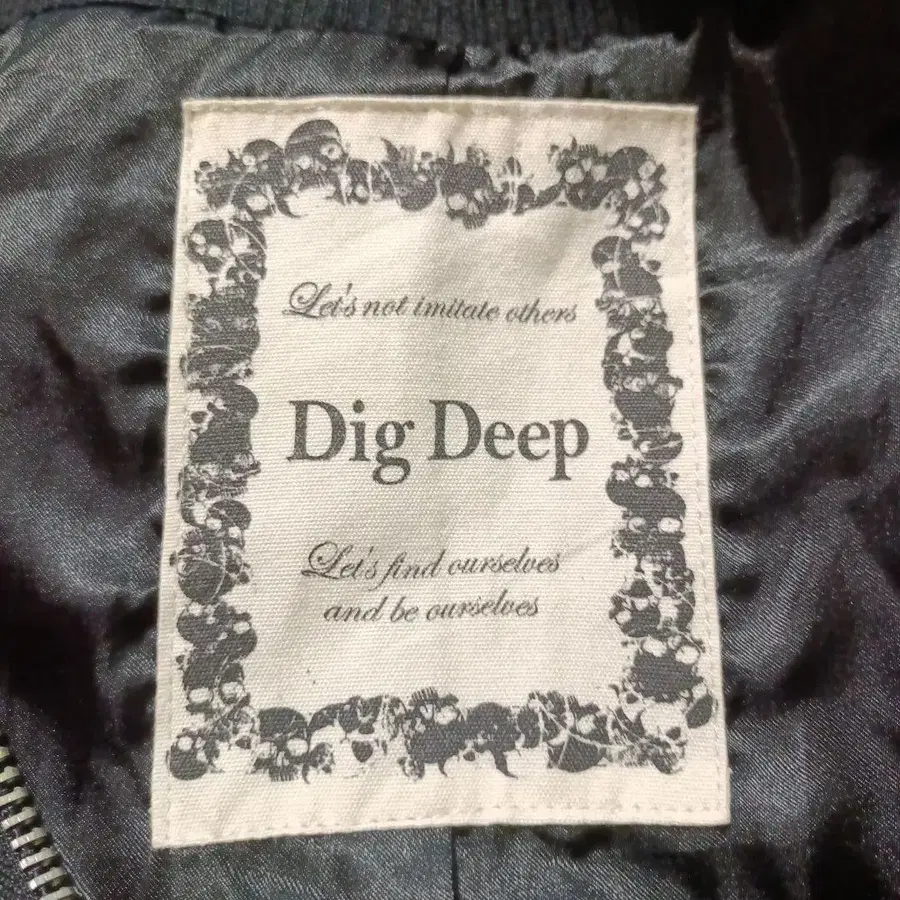 Let's not imitate others
Dig Deep
Let's find ourselves
and be ourselves